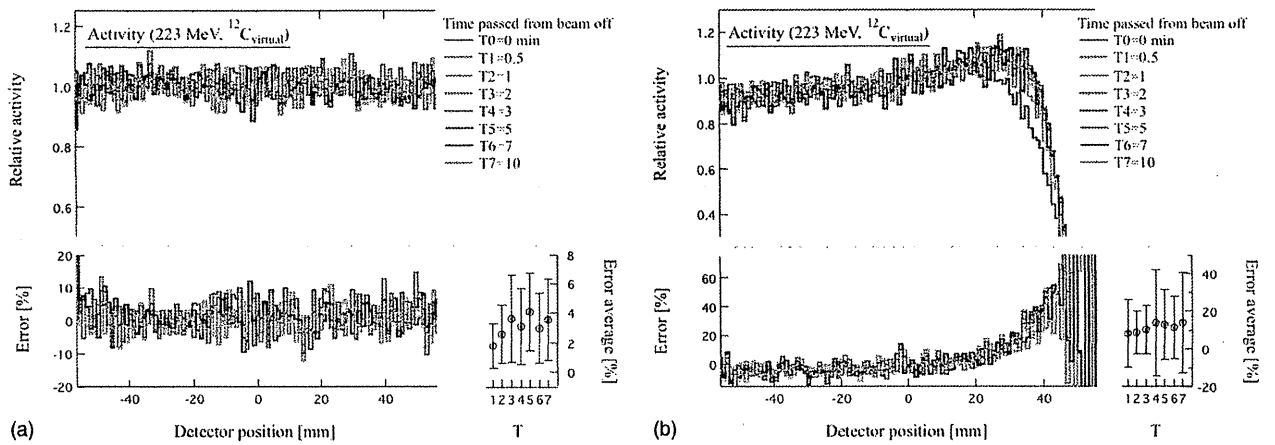 Time passed from beam off
Activity (223 MeV, ¹²Cvirtual)
T0=0 min
T1=0.5
T2=1
T3=2
T4=3
T5=5
T6=7
T7=10
1.2
1.0
0.8
0.6
Relative activity
20
10
0
-10
-20
Error [%]
8
6
4
2
0
Error average [%]
-40 -20 0 20 40
1 2 3 4 5 6 7
(a)
Detector position [mm]
T
Time passed from beam off
Activity (223 MeV, ¹²Cvirtual)
T0=0 min
T1=0.5
T2=1
T3=2
T4=3
T5=5
T6=7
T7=10
1.2
1.0
0.8
0.6
0.4
Relative activity
60
40
20
0
Error [%]
40
20
0
-20
Error average [%]
-40 -20 0 20 40
1 2 3 4 5 6 7
(b)
Detector position [mm]
T